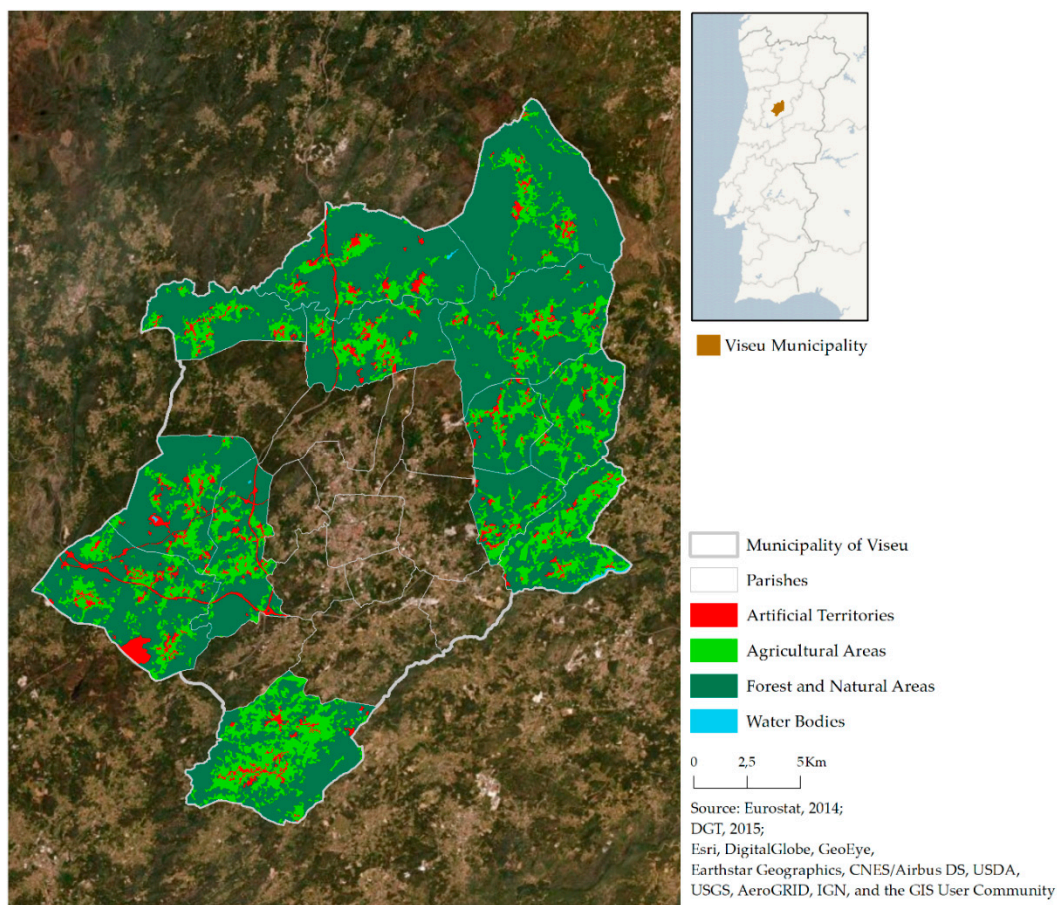 Viseu Municipality
Municipality of Viseu
Parishes
Artificial Territories
Agricultural Areas
Forest and Natural Areas
Water Bodies
0 2,5 5Km
Source: Eurostat, 2014;
DGT, 2015;
Esri, DigitalGlobe, GeoEye,
Earthstar Geographics, CNES/Airbus DS, USDA,
USGS, AeroGRID, IGN, and the GIS User Community